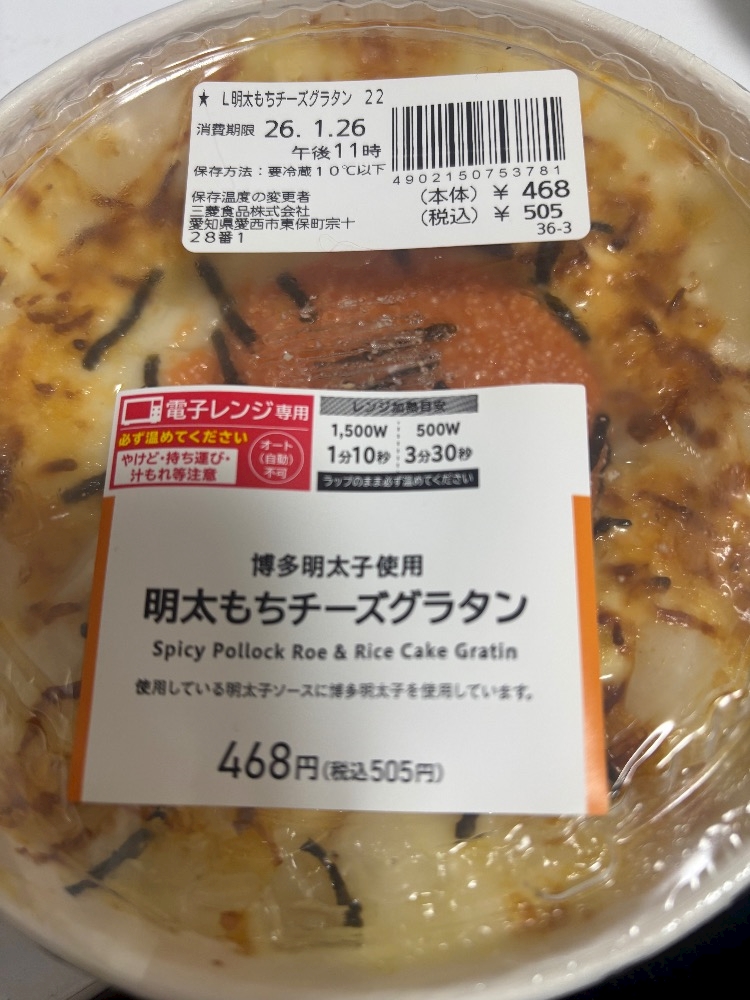 ★ L明太もちチーズグラタン 22
消費期限 26. 1.26
午後11時
保存方法：要冷蔵10℃以下
4902150753781
保存温度の変更者
三菱食品株式会社
愛知県愛西市東保町宗十
28番1
(本体) ¥ 468
(税込) ¥ 505
36-3
電子レンジ専用
必ず温めてください
やけど・持ち運び・
汁もれ等注意
オート
(自動)
不可
レンジ加熱目安
1,500W 500W
1分10秒 3分30秒
ラップのまま必ず温めてください
博多明太子使用
明太もちチーズグラタン
Spicy Pollock Roe & Rice Cake Gratin
使用している明太子ソースに博多明太子を使用しています。
468円(税込505円)